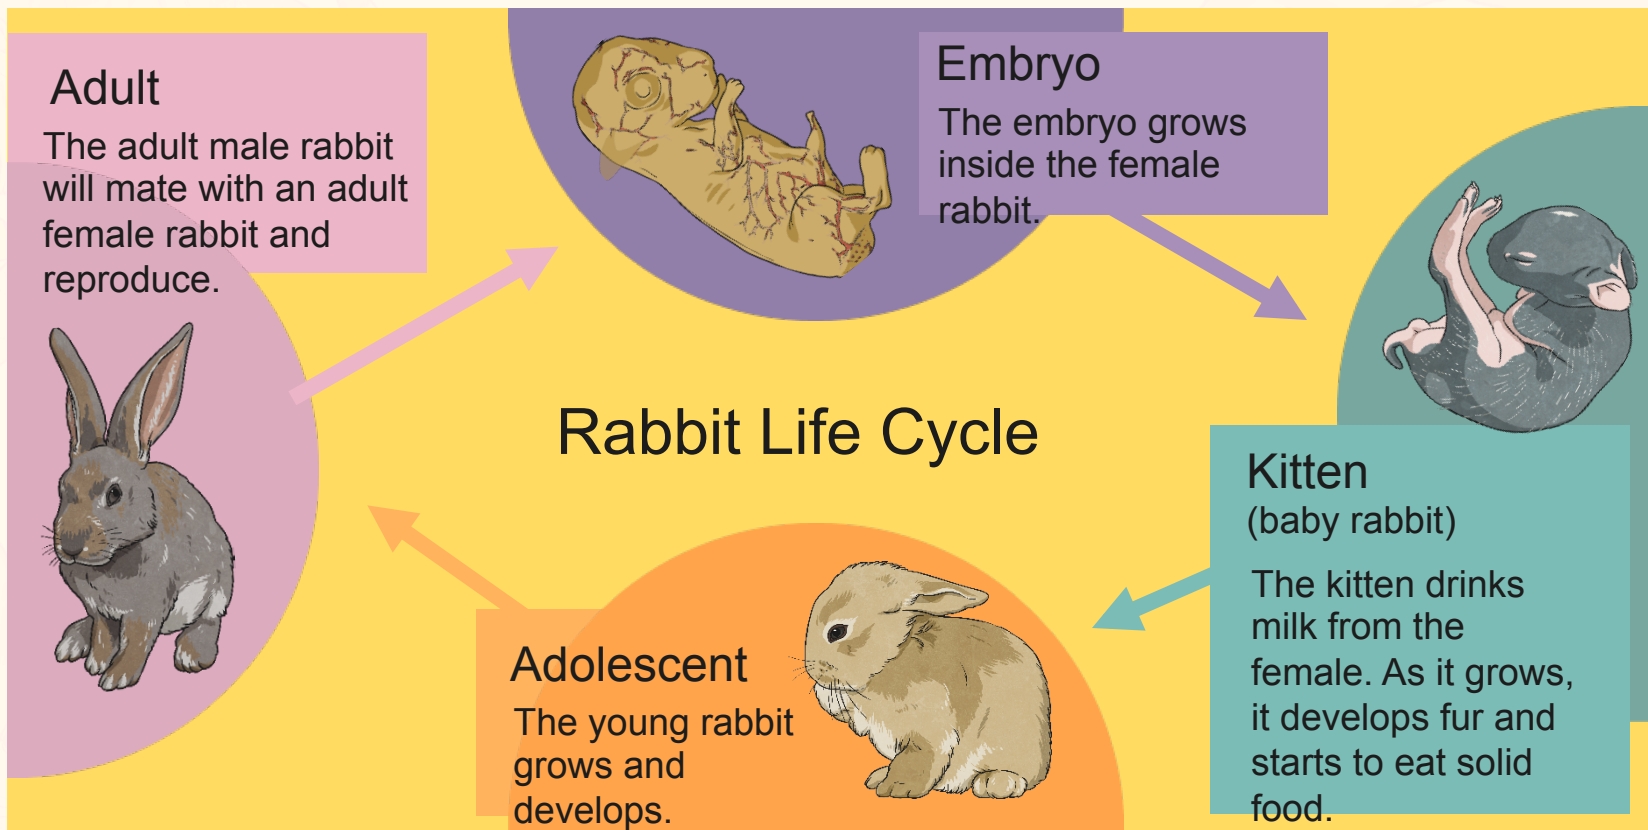 Adult
The adult male rabbit
will mate with an adult
female rabbit and
reproduce.
Embryo
The embryo grows
inside the female
rabbit.
Rabbit Life Cycle
Kitten
(baby rabbit)
The kitten drinks
milk from the
female. As it grows,
it develops fur and
starts to eat solid
food.
Adolescent
The young rabbit
grows and
develops.